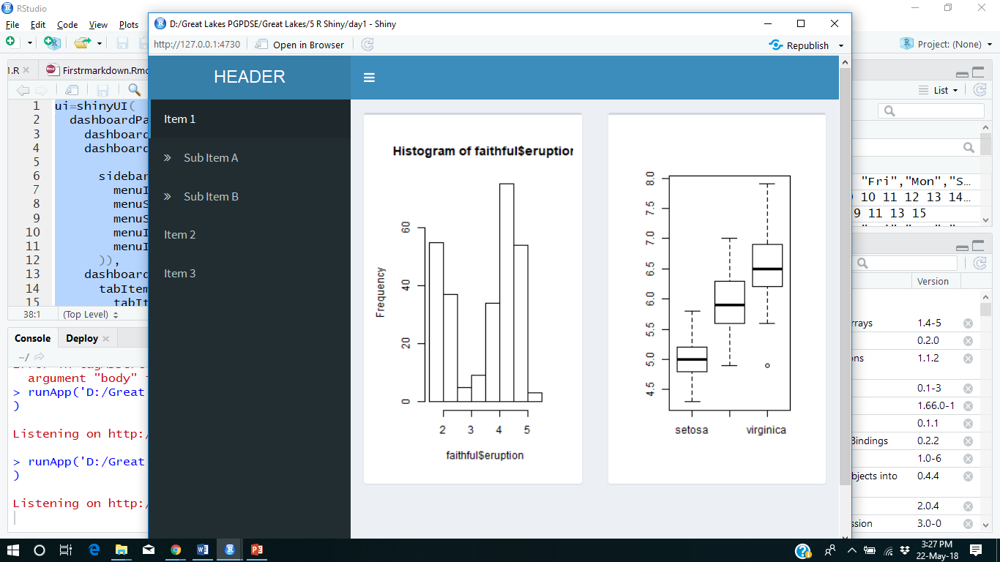 RStudio
File Edit Code View Plots
Project: (None)
D:/Great Lakes PGPDSE/Great Lakes/5 R Shiny/day1 - Shiny
http://127.0.0.1:4730 Open in Browser Republish
HEADER
Item 1
Sub Item A
Sub Item B
Item 2
Item 3
Histogram of faithful$eruption
Frequency
0 20 40 60
2 3 4 5
faithful$eruption
8.0
7.5
7.0
6.5
6.0
5.5
5.0
4.5
setosa virginica
1.R Firstrmarkdown.Rmd
1 ui=shinyUI(
2 dashboardPa
3 dashboard
4 dashboard
5
6 sidebar
7 menuI
8 menuS
9 menuS
10 menuI
11 menuI
12 )),
13 dashboard
14 tabItem
15 tabIt
38:1 (Top Level)
Console Deploy
~/
argument "body"
> runApp('D:/Great
)
Listening on http:/
> runApp('D:/Great
)
Listening on http:/
List
"Fri","Mon","S...
10 11 12 13 14...
9 11 13 15
Version
rrays 1.4-5
0.2.0
ons 1.1.2
0.1-3
1.66.0-1
0.1.1
Bindings 0.2.2
1.0-6
bjects into 0.4.4
2.0.4
ssion 3.0-0
3:27 PM
22-May-18